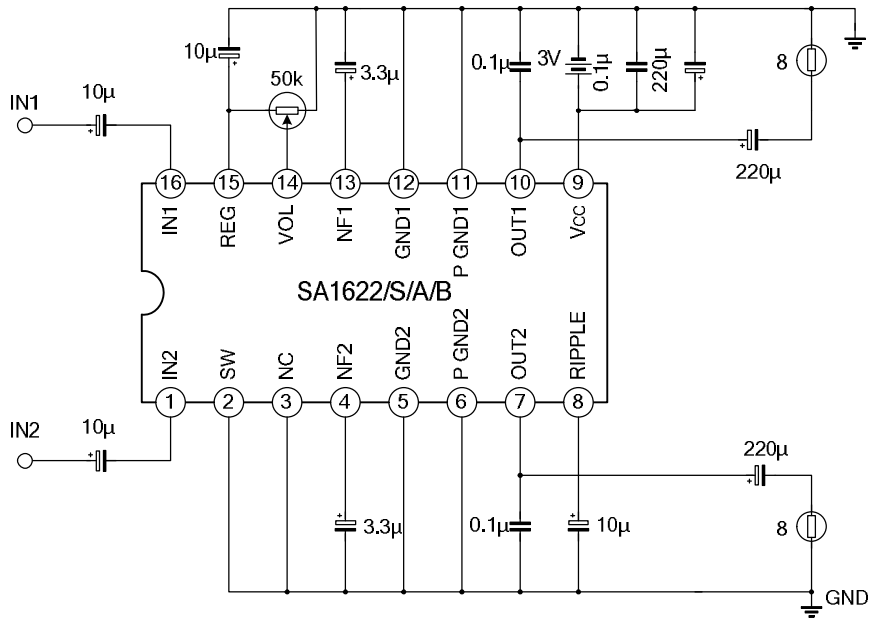 10μ
50k
3.3μ
0.1μ
3V
0.1μ
220μ
8
IN1
10μ
220μ
16
15
14
13
12
11
10
9
IN1
REG
VOL
NF1
GND1
P GND1
OUT1
VCC
SA1622/S/A/B
IN2
SW
NC
NF2
GND2
P GND2
OUT2
RIPPLE
1
2
3
4
5
6
7
8
IN2
10μ
220μ
3.3μ
0.1μ
10μ
8
GND